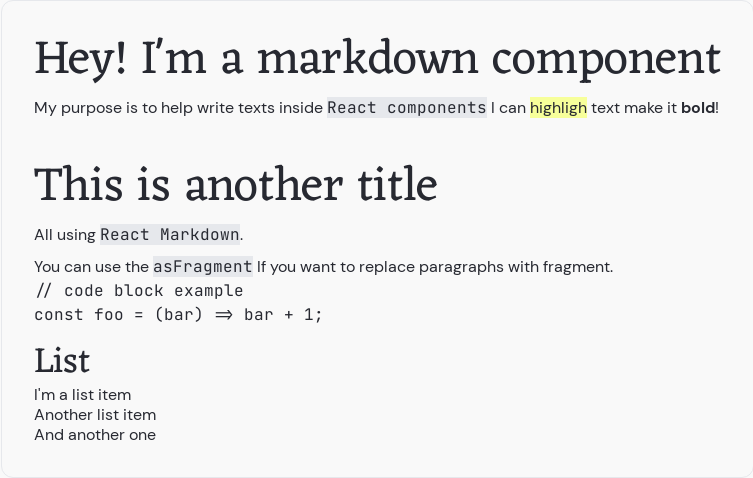 Hey! I'm a markdown component
My purpose is to help write texts inside React components I can highligh text make it bold!
This is another title
All using React Markdown.
You can use the asFragment If you want to replace paragraphs with fragment.
// code block example
const foo = (bar) => bar + 1;
List
I'm a list item
Another list item
And another one